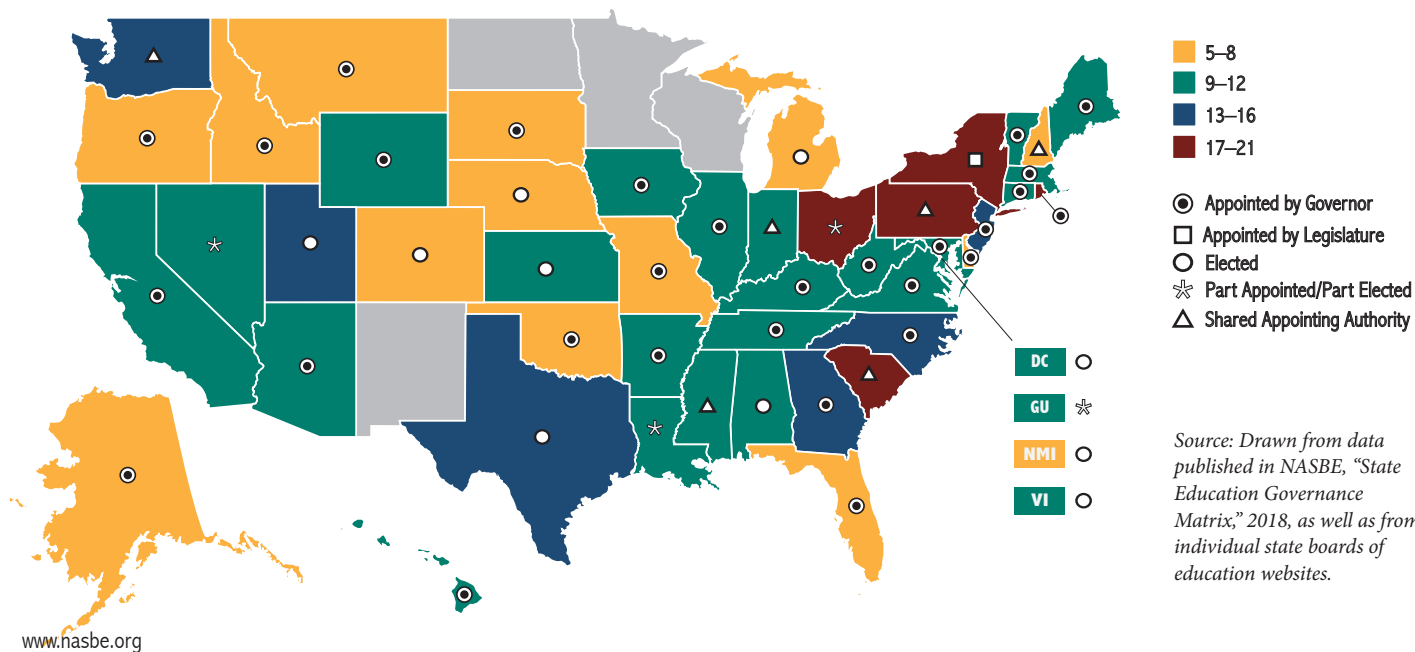 5–8
9–12
13–16
17–21
Appointed by Governor
Appointed by Legislature
Elected
Part Appointed/Part Elected
Shared Appointing Authority
DC
GU
NMI
VI
Source: Drawn from data
published in NASBE, “State
Education Governance
Matrix,” 2018, as well as from
individual state boards of
education websites.
www.nasbe.org